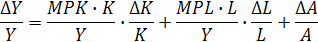 ΔY/Y = MPK · K/Y · ΔK/K + MPL · L/Y · ΔL/L + ΔA/A